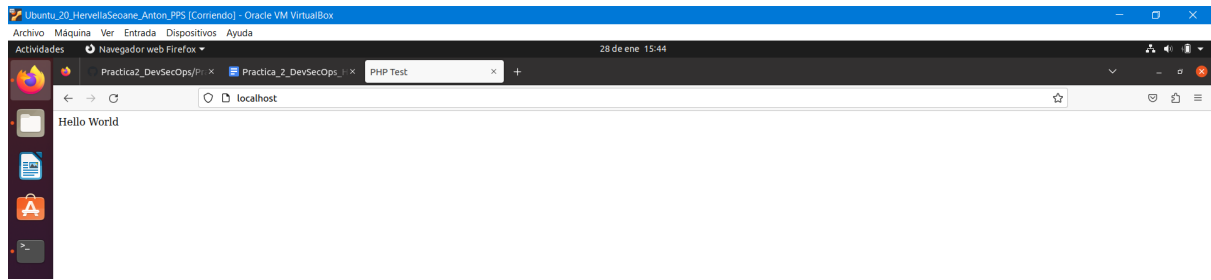 Ubuntu_20_HervellaSeoane_Anton_PPS [Corriendo] - Oracle VM VirtualBox
Archivo Máquina Ver Entrada Dispositivos Ayuda
Actividades Navegador web Firefox 28 de ene 15:44
Practica2_DevSecOps/Pr Practica_2_DevSecOps_H PHP Test
localhost
Hello World